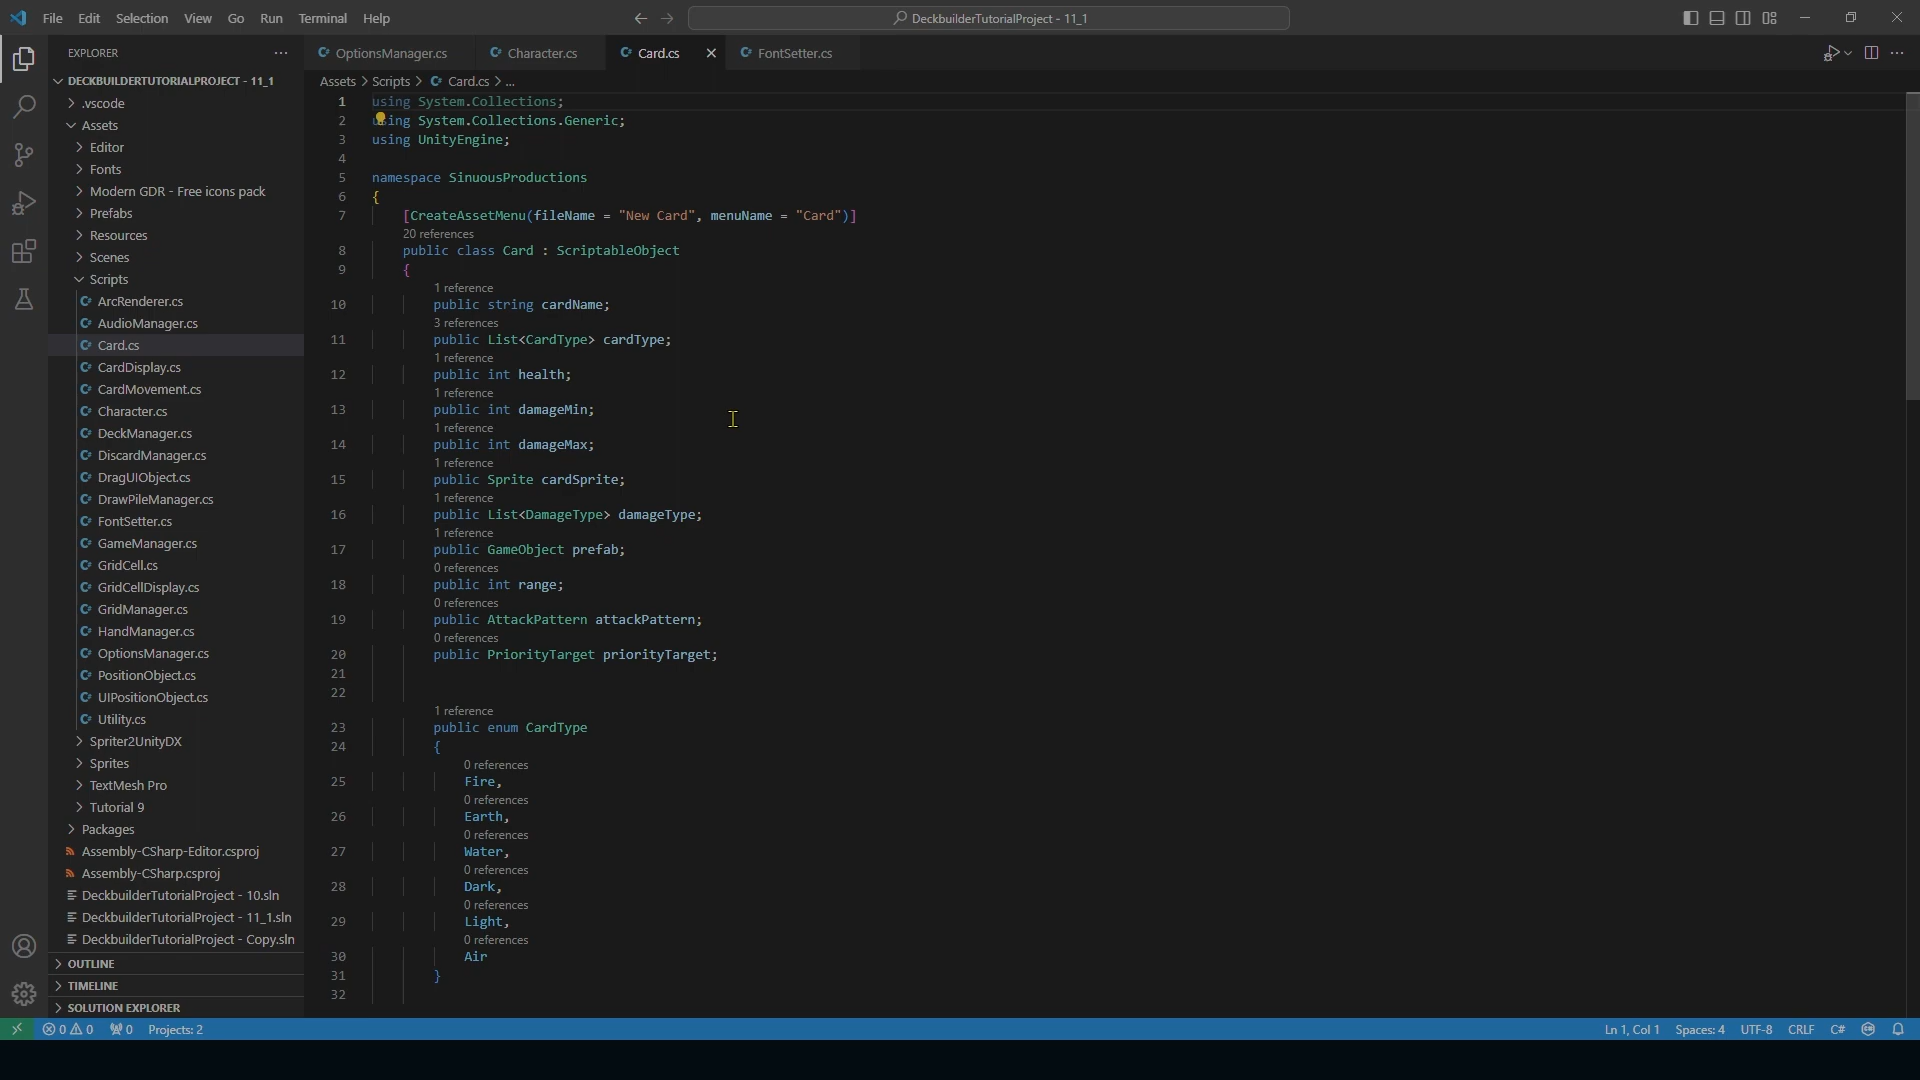 File Edit Selection View Go Run Terminal Help
DeckbuilderTutorialProject - 11_1
EXPLORER
OptionsManager.cs
Character.cs
Card.cs
FontSetter.cs
DECKBUILDERTUTORIALPROJECT - 11_1
.vscode
Assets
Editor
Fonts
Modern GDR - Free icons pack
Prefabs
Resources
Scenes
Scripts
ArcRenderer.cs
AudioManager.cs
Card.cs
CardDisplay.cs
CardMovement.cs
Character.cs
DeckManager.cs
DiscardManager.cs
DragUIObject.cs
DrawPileManager.cs
FontSetter.cs
GameManager.cs
GridCell.cs
GridCellDisplay.cs
GridManager.cs
HandManager.cs
OptionsManager.cs
PositionObject.cs
UIPositionObject.cs
Utility.cs
Spriter2UnityDX
Sprites
TextMesh Pro
Tutorial 9
Packages
Assembly-CSharp-Editor.csproj
Assembly-CSharp.csproj
DeckbuilderTutorialProject - 10.sln
DeckbuilderTutorialProject - 11_1.sln
DeckbuilderTutorialProject - Copy.sln
OUTLINE
TIMELINE
SOLUTION EXPLORER
Assets > Scripts > Card.cs > ...
1 using System.Collections;
2 using System.Collections.Generic;
3 using UnityEngine;
4
5 namespace SinuousProductions
6 {
7 [CreateAssetMenu(fileName = "New Card", menuName = "Card")]
20 references
8 public class Card : ScriptableObject
9 {
1 reference
10 public string cardName;
3 references
11 public List<CardType> cardType;
1 reference
12 public int health;
1 reference
13 public int damageMin;
1 reference
14 public int damageMax;
1 reference
15 public Sprite cardSprite;
1 reference
16 public List<DamageType> damageType;
1 reference
17 public GameObject prefab;
0 references
18 public int range;
0 references
19 public AttackPattern attackPattern;
0 references
20 public PriorityTarget priorityTarget;
21
22
1 reference
23 public enum CardType
24 {
0 references
25 Fire,
0 references
26 Earth,
0 references
27 Water,
0 references
28 Dark,
0 references
29 Light,
0 references
30 Air
31 }
32
0 0 0 Projects: 2
Ln 1, Col 1 Spaces: 4 UTF-8 CRLF C#